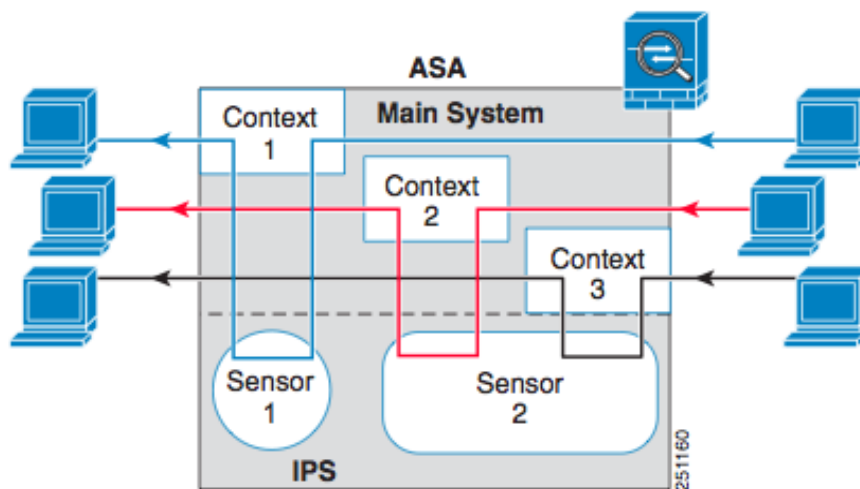 ASA
Main System
Context
1
Context
2
Context
3
Sensor
1
Sensor
2
IPS
251160